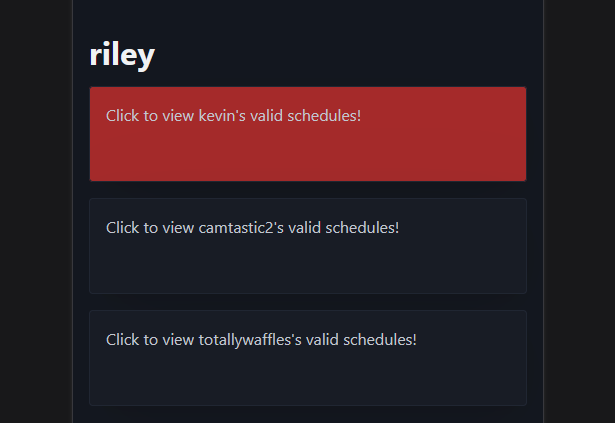 riley
Click to view kevin's valid schedules!
Click to view camtastic2's valid schedules!
Click to view totallywaffles's valid schedules!